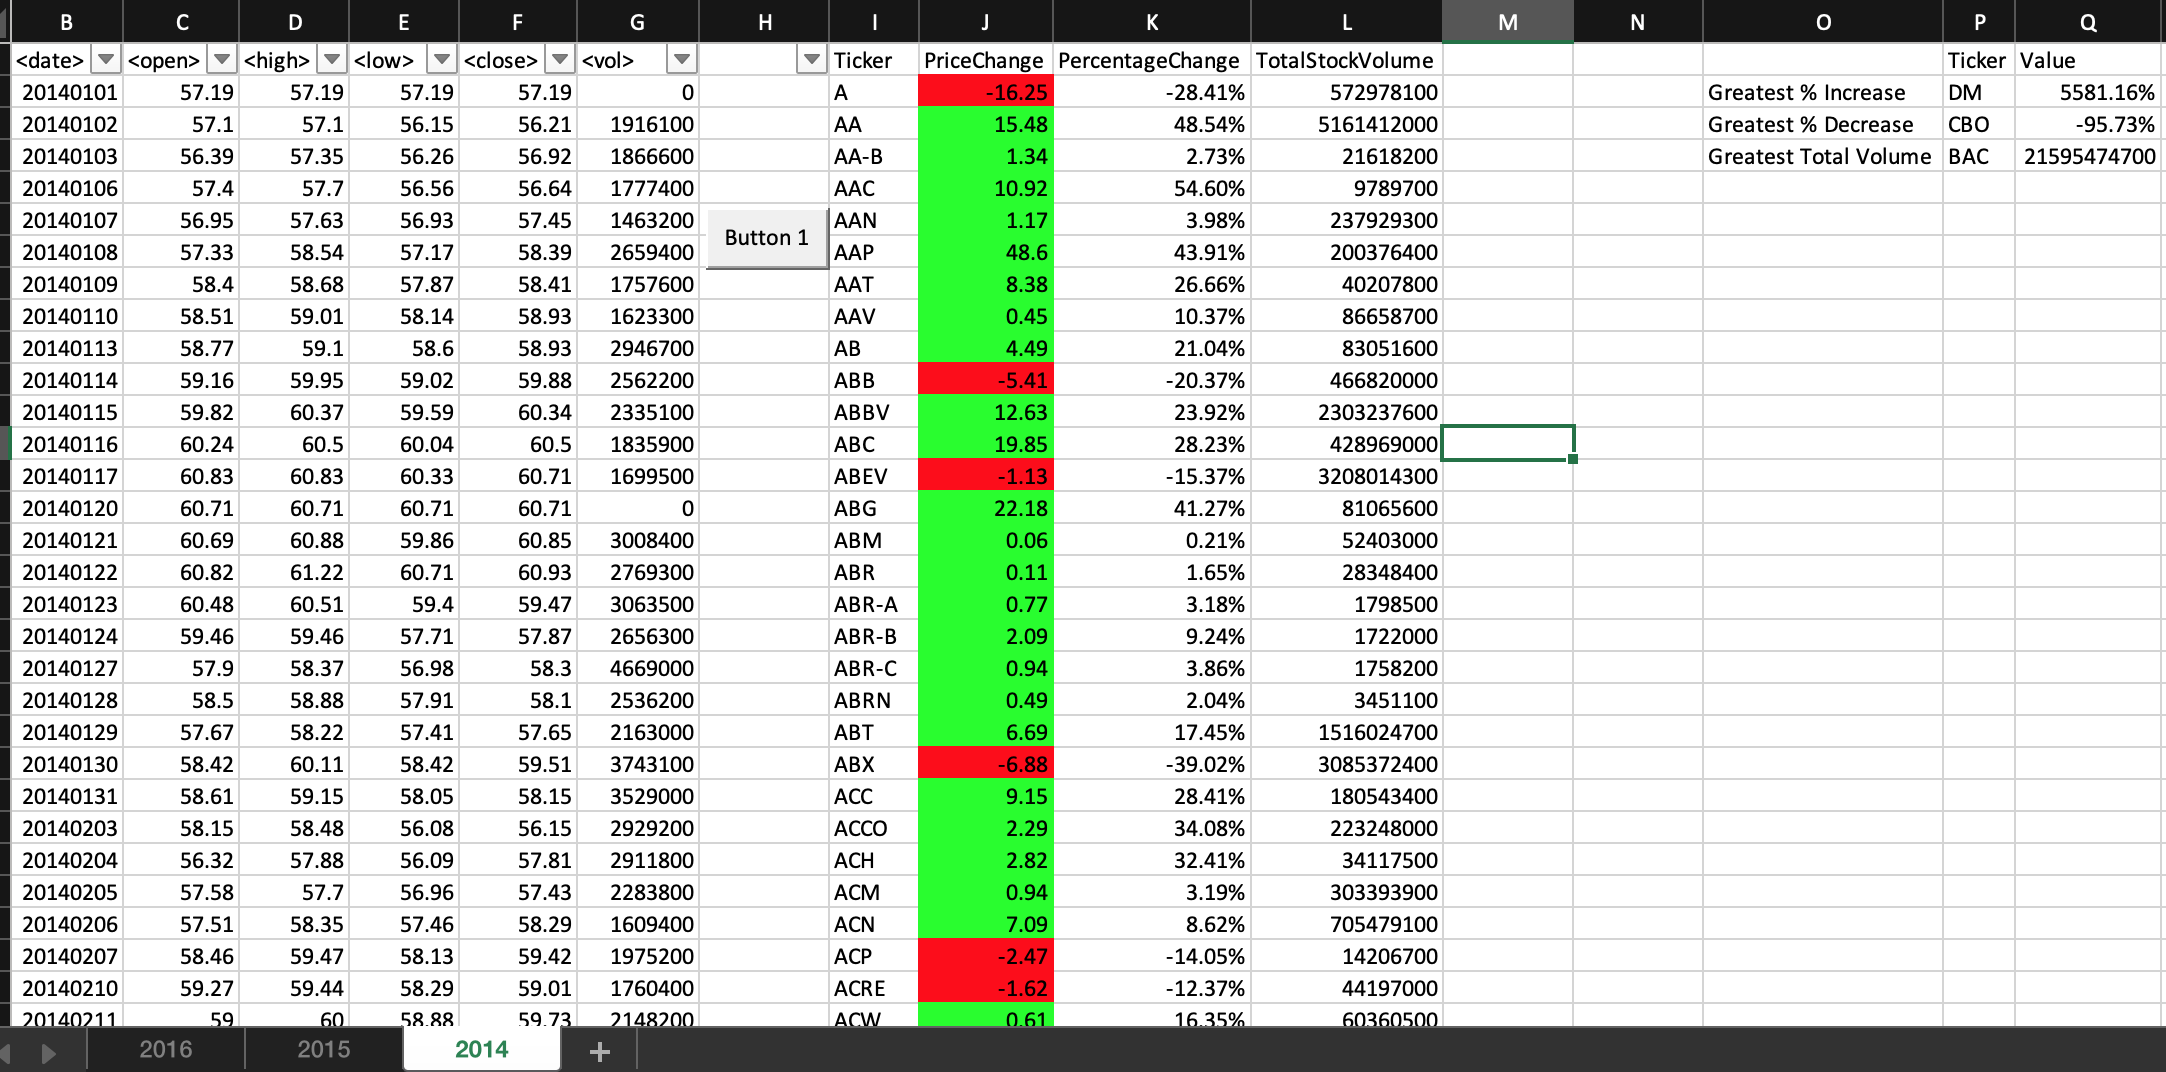 B C D E F G H I J K L M N O P Q
<date> <open> <high> <low> <close> <vol> Ticker PriceChange PercentageChange TotalStockVolume Ticker Value
20140101 57.19 57.19 57.19 57.19 0 A -16.25 -28.41% 572978100 Greatest % Increase DM 5581.16%
20140102 57.1 57.1 56.15 56.21 1916100 AA 15.48 48.54% 5161412000 Greatest % Decrease CBO -95.73%
20140103 56.39 57.35 56.26 56.92 1866600 AA-B 1.34 2.73% 21618200 Greatest Total Volume BAC 21595474700
20140106 57.4 57.7 56.56 56.64 1777400 AAC 10.92 54.60% 9789700
20140107 56.95 57.63 56.93 57.45 1463200 AAN 1.17 3.98% 237929300
Button 1
20140108 57.33 58.54 57.17 58.39 2659400 AAP 48.6 43.91% 200376400
20140109 58.4 58.68 57.87 58.41 1757600 AAT 8.38 26.66% 40207800
20140110 58.51 59.01 58.14 58.93 1623300 AAV 0.45 10.37% 86658700
20140113 58.77 59.1 58.6 58.93 2946700 AB 4.49 21.04% 83051600
20140114 59.16 59.95 59.02 59.88 2562200 ABB -5.41 -20.37% 466820000
20140115 59.82 60.37 59.59 60.34 2335100 ABBV 12.63 23.92% 2303237600
20140116 60.24 60.5 60.04 60.5 1835900 ABC 19.85 28.23% 428969000
20140117 60.83 60.83 60.33 60.71 1699500 ABEV -1.13 -15.37% 3208014300
20140120 60.71 60.71 60.71 60.71 0 ABG 22.18 41.27% 81065600
20140121 60.69 60.88 59.86 60.85 3008400 ABM 0.06 0.21% 52403000
20140122 60.82 61.22 60.71 60.93 2769300 ABR 0.11 1.65% 28348400
20140123 60.48 60.51 59.4 59.47 3063500 ABR-A 0.77 3.18% 1798500
20140124 59.46 59.46 57.71 57.87 2656300 ABR-B 2.09 9.24% 1722000
20140127 57.9 58.37 56.98 58.3 4669000 ABR-C 0.94 3.86% 1758200
20140128 58.5 58.88 57.91 58.1 2536200 ABRN 0.49 2.04% 3451100
20140129 57.67 58.22 57.41 57.65 2163000 ABT 6.69 17.45% 1516024700
20140130 58.42 60.11 58.42 59.51 3743100 ABX -6.88 -39.02% 3085372400
20140131 58.61 59.15 58.05 58.15 3529000 ACC 9.15 28.41% 180543400
20140203 58.15 58.48 56.08 56.15 2929200 ACCO 2.29 34.08% 223248000
20140204 56.32 57.88 56.09 57.81 2911800 ACH 2.82 32.41% 34117500
20140205 57.58 57.7 56.96 57.43 2283800 ACM 0.94 3.19% 303393900
20140206 57.51 58.35 57.46 58.29 1609400 ACN 7.09 8.62% 705479100
20140207 58.46 59.47 58.13 59.42 1975200 ACP -2.47 -14.05% 14206700
20140210 59.27 59.44 58.29 59.01 1760400 ACRE -1.62 -12.37% 44197000
20140211 59 60 58.88 59.73 2148200 ACW 0.61 16.35% 60360500
2016 2015 2014 +